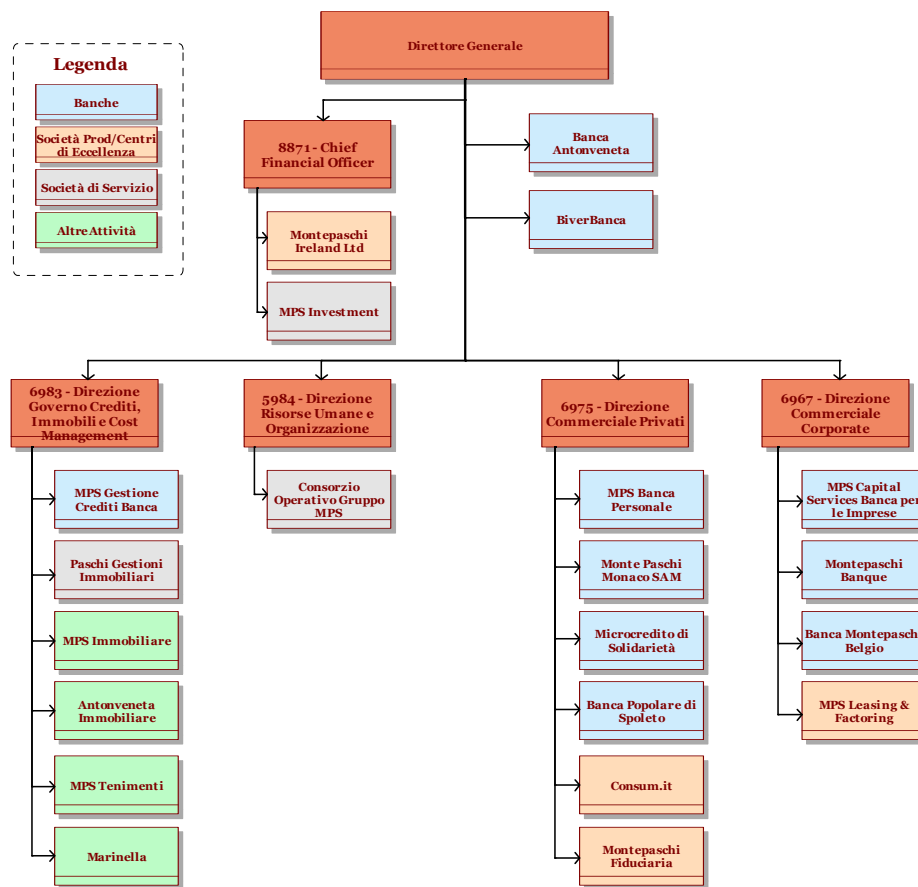 Direttore Generale
Legenda
Banche
Società Prod/Centri
di Eccellenza
Società di Servizio
Altre Attività
8871 - Chief
Financial Officer
Banca
Antonveneta
BiverBanca
Montepaschi
Ireland Ltd
MPS Investment
6983 - Direzione
Governo Crediti,
Immobili e Cost
Management
5984 - Direzione
Risorse Umane e
Organizzazione
6975 - Direzione
Commerciale Privati
6967 - Direzione
Commerciale
Corporate
MPS Gestione
Crediti Banca
Paschi Gestioni
Immobiliari
MPS Immobiliare
Antonveneta
Immobiliare
MPS Tenimenti
Marinella
Consorzio
Operativo Gruppo
MPS
MPS Banca
Personale
Monte Paschi
Monaco SAM
Microcredito di
Solidarietà
Banca Popolare di
Spoleto
Consum.it
Montepaschi
Fiduciaria
MPS Capital
Services Banca per
le Imprese
Montepaschi
Banque
Banca Montepaschi
Belgio
MPS Leasing &
Factoring